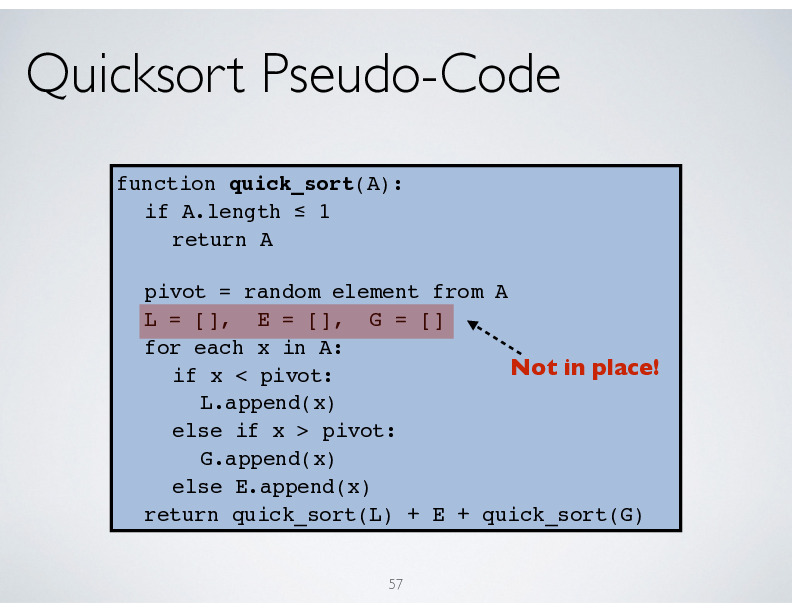 Quicksort Pseudo-Code
function quick_sort(A):
if A.length ≤ 1
return A
pivot = random element from A
L = [], E = [], G = []
for each x in A:
Not in place!
if x < pivot:
L.append(x)
else if x > pivot:
G.append(x)
else E.append(x)
return quick_sort(L) + E + quick_sort(G)
57